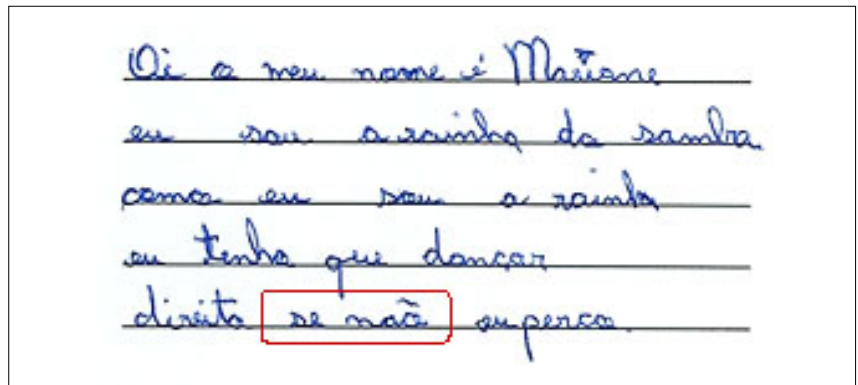 Oi o meu nome é Mariane
eu sou a rainha do samba
como eu sou a rainha
eu tenho que dançar
direito se não eu perco.